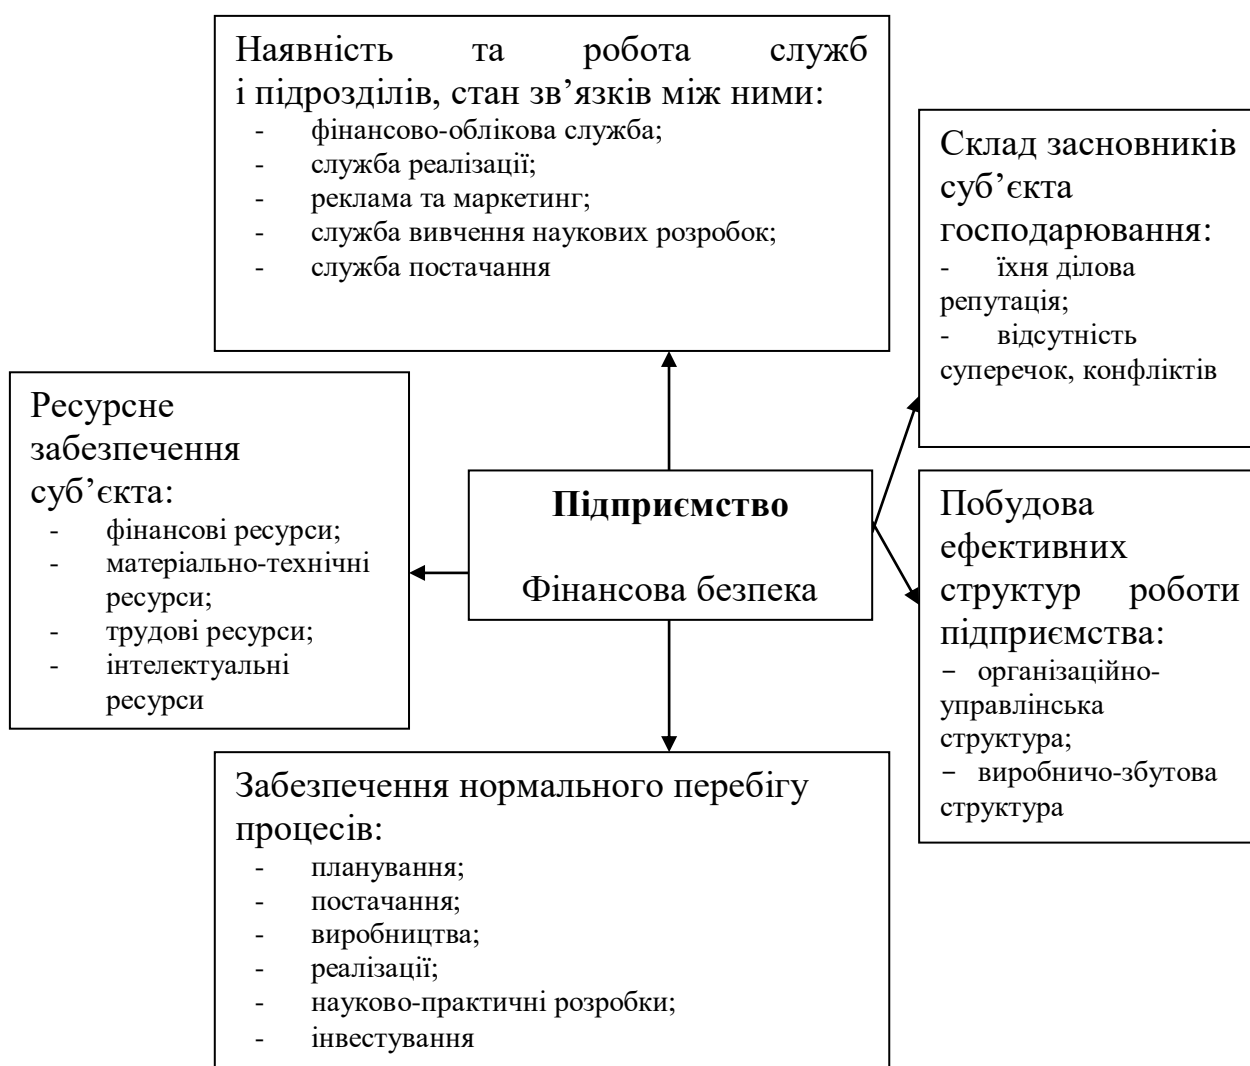 Наявність та робота служб
і підрозділів, стан зв’язків між ними:
- фінансово-облікова служба;
- служба реалізації;
- реклама та маркетинг;
- служба вивчення наукових розробок;
- служба постачання
Склад засновників
суб’єкта
господарювання:
- їхня ділова
репутація;
- відсутність
суперечок, конфліктів
Ресурсне
забезпечення
суб’єкта:
- фінансові ресурси;
- матеріально-технічні
ресурси;
- трудові ресурси;
- інтелектуальні
ресурси
Підприємство
Фінансова безпека
Побудова
ефективних
структур роботи
підприємства:
− організаційно-
управлінська
структура;
− виробничо-збутова
структура
Забезпечення нормального перебігу
процесів:
- планування;
- постачання;
- виробництва;
- реалізації;
- науково-практичні розробки;
- інвестування